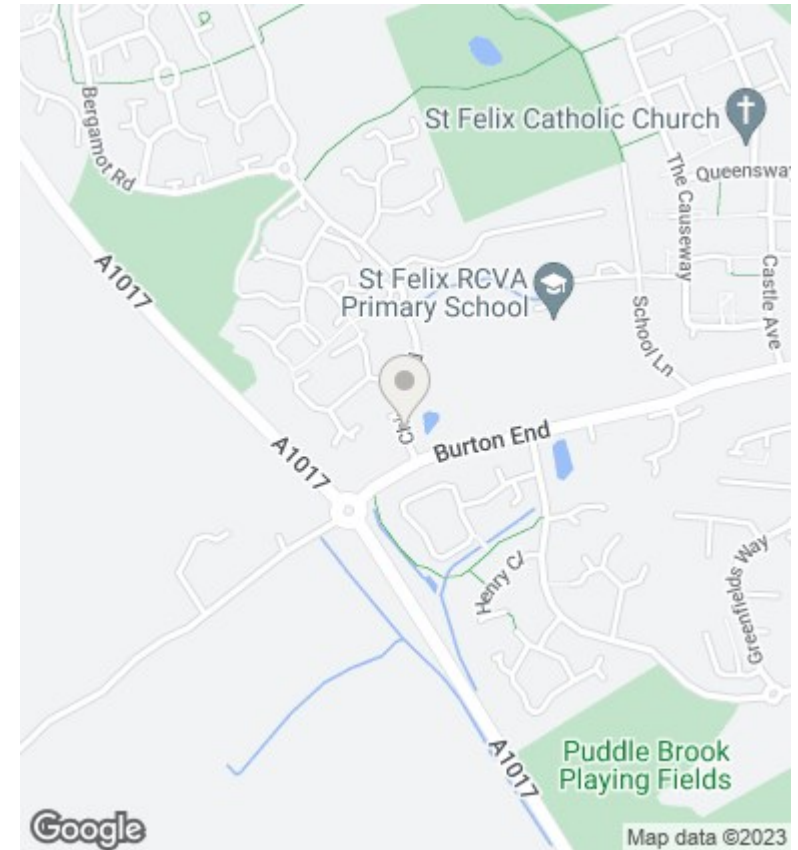 St Felix Catholic Church
Bergamot Rd
Queensway
The Causeway
A1017
St Felix RCVA
Primary School
Castle Ave
School Ln
Burton End
A1017
Henry Cl
Greenfields Way
A1017
Puddle Brook
Playing Fields
Google
Map data ©2023